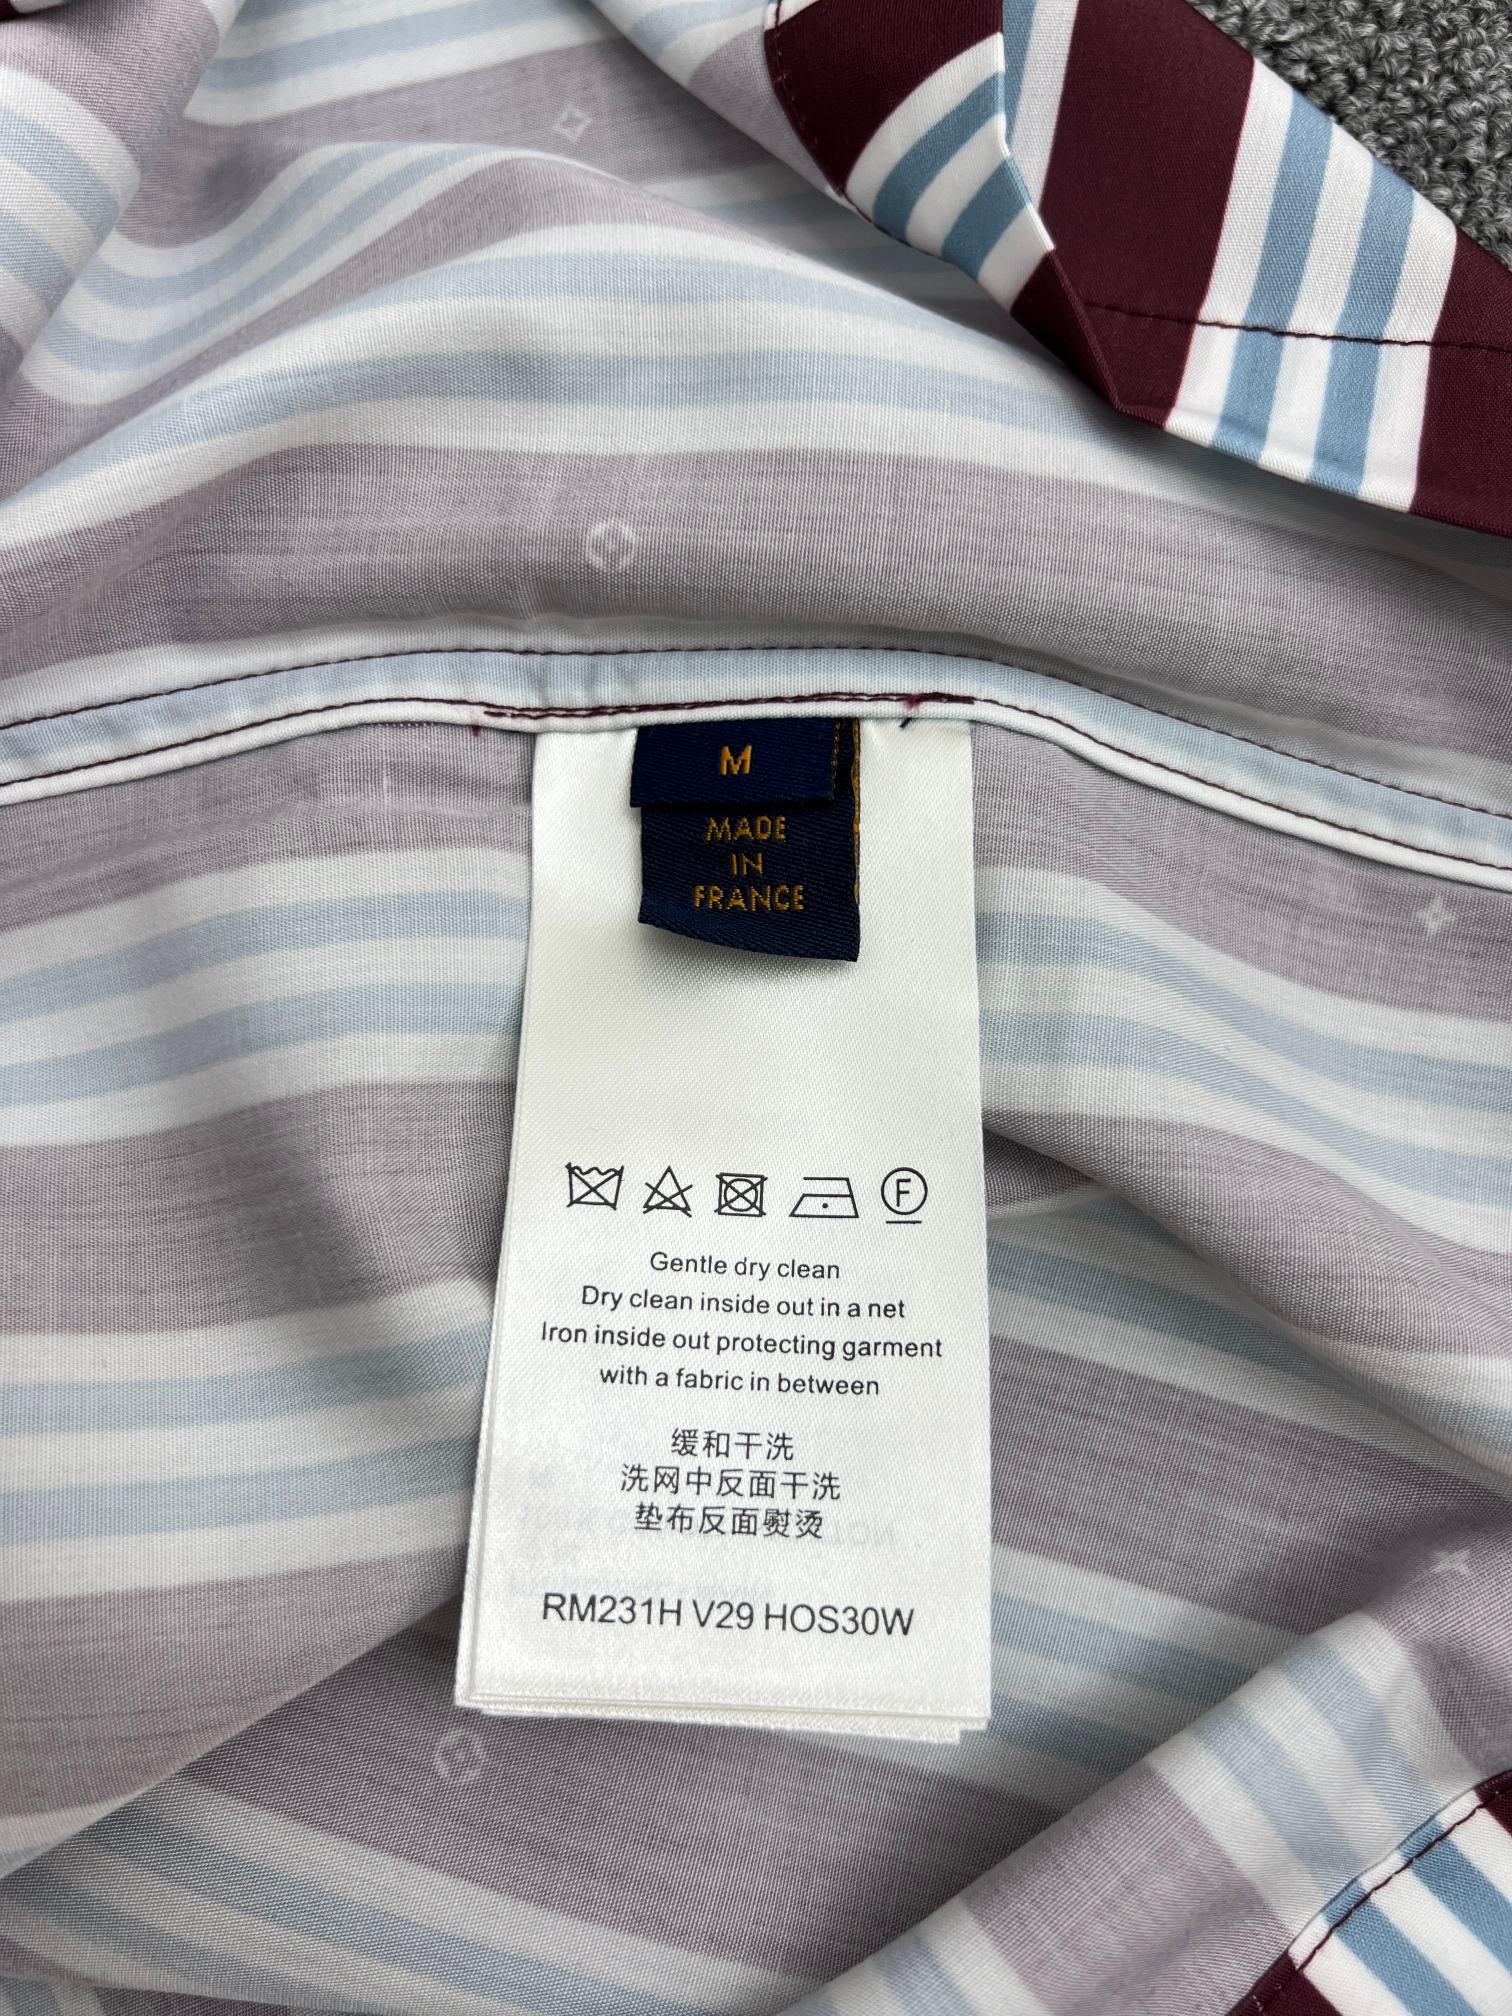 M
MADE
IN
FRANCE
F
Gentle dry clean
Dry clean inside out in a net
Iron inside out protecting garment
with a fabric in between
缓和干洗
洗网中反面干洗
垫布反面熨烫
RM231H V29 HOS30W